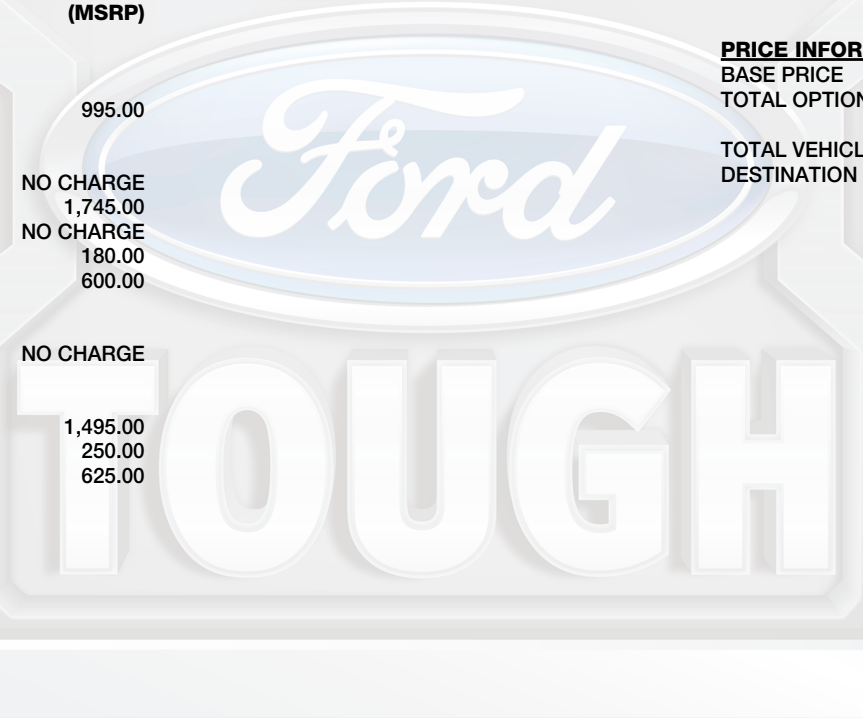 (MSRP)
995.00
NO CHARGE
1,745.00
NO CHARGE
180.00
600.00
NO CHARGE
1,495.00
250.00
625.00
PRICE INFOR
BASE PRICE
TOTAL OPTION
TOTAL VEHICL
DESTINATION
Ford
TOUGH